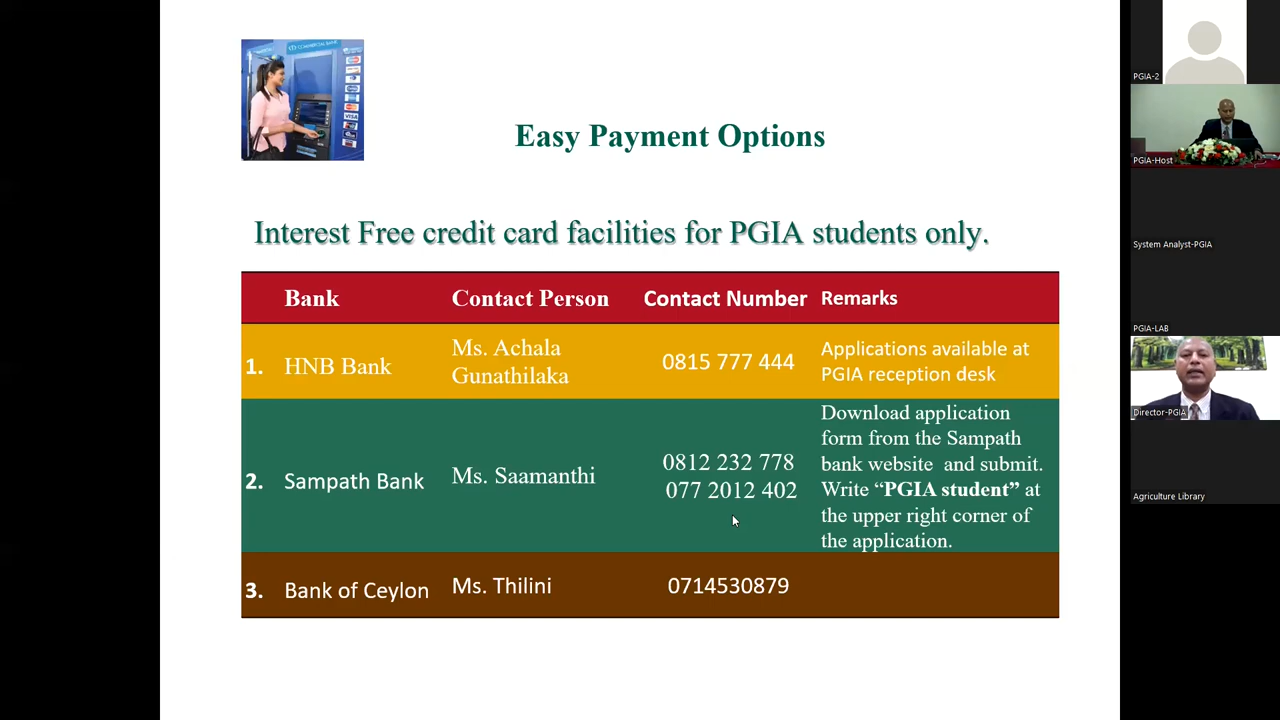 Easy Payment Options
Interest Free credit card facilities for PGIA students only.
Bank Contact Person Contact Number Remarks
1. HNB Bank Ms. Achala Gunathilaka 0815 777 444 Applications available at
PGIA reception desk
2. Sampath Bank Ms. Saamanthi 0812 232 778
077 2012 402
Download application
form from the Sampath
bank website and submit.
Write “PGIA student” at
the upper right corner of
the application.
3. Bank of Ceylon Ms. Thilini 0714530879
PGIA-2
PGIA-Host
System Analyst-PGIA
PGIA-LAB
Director-PGIA
Agriculture Library